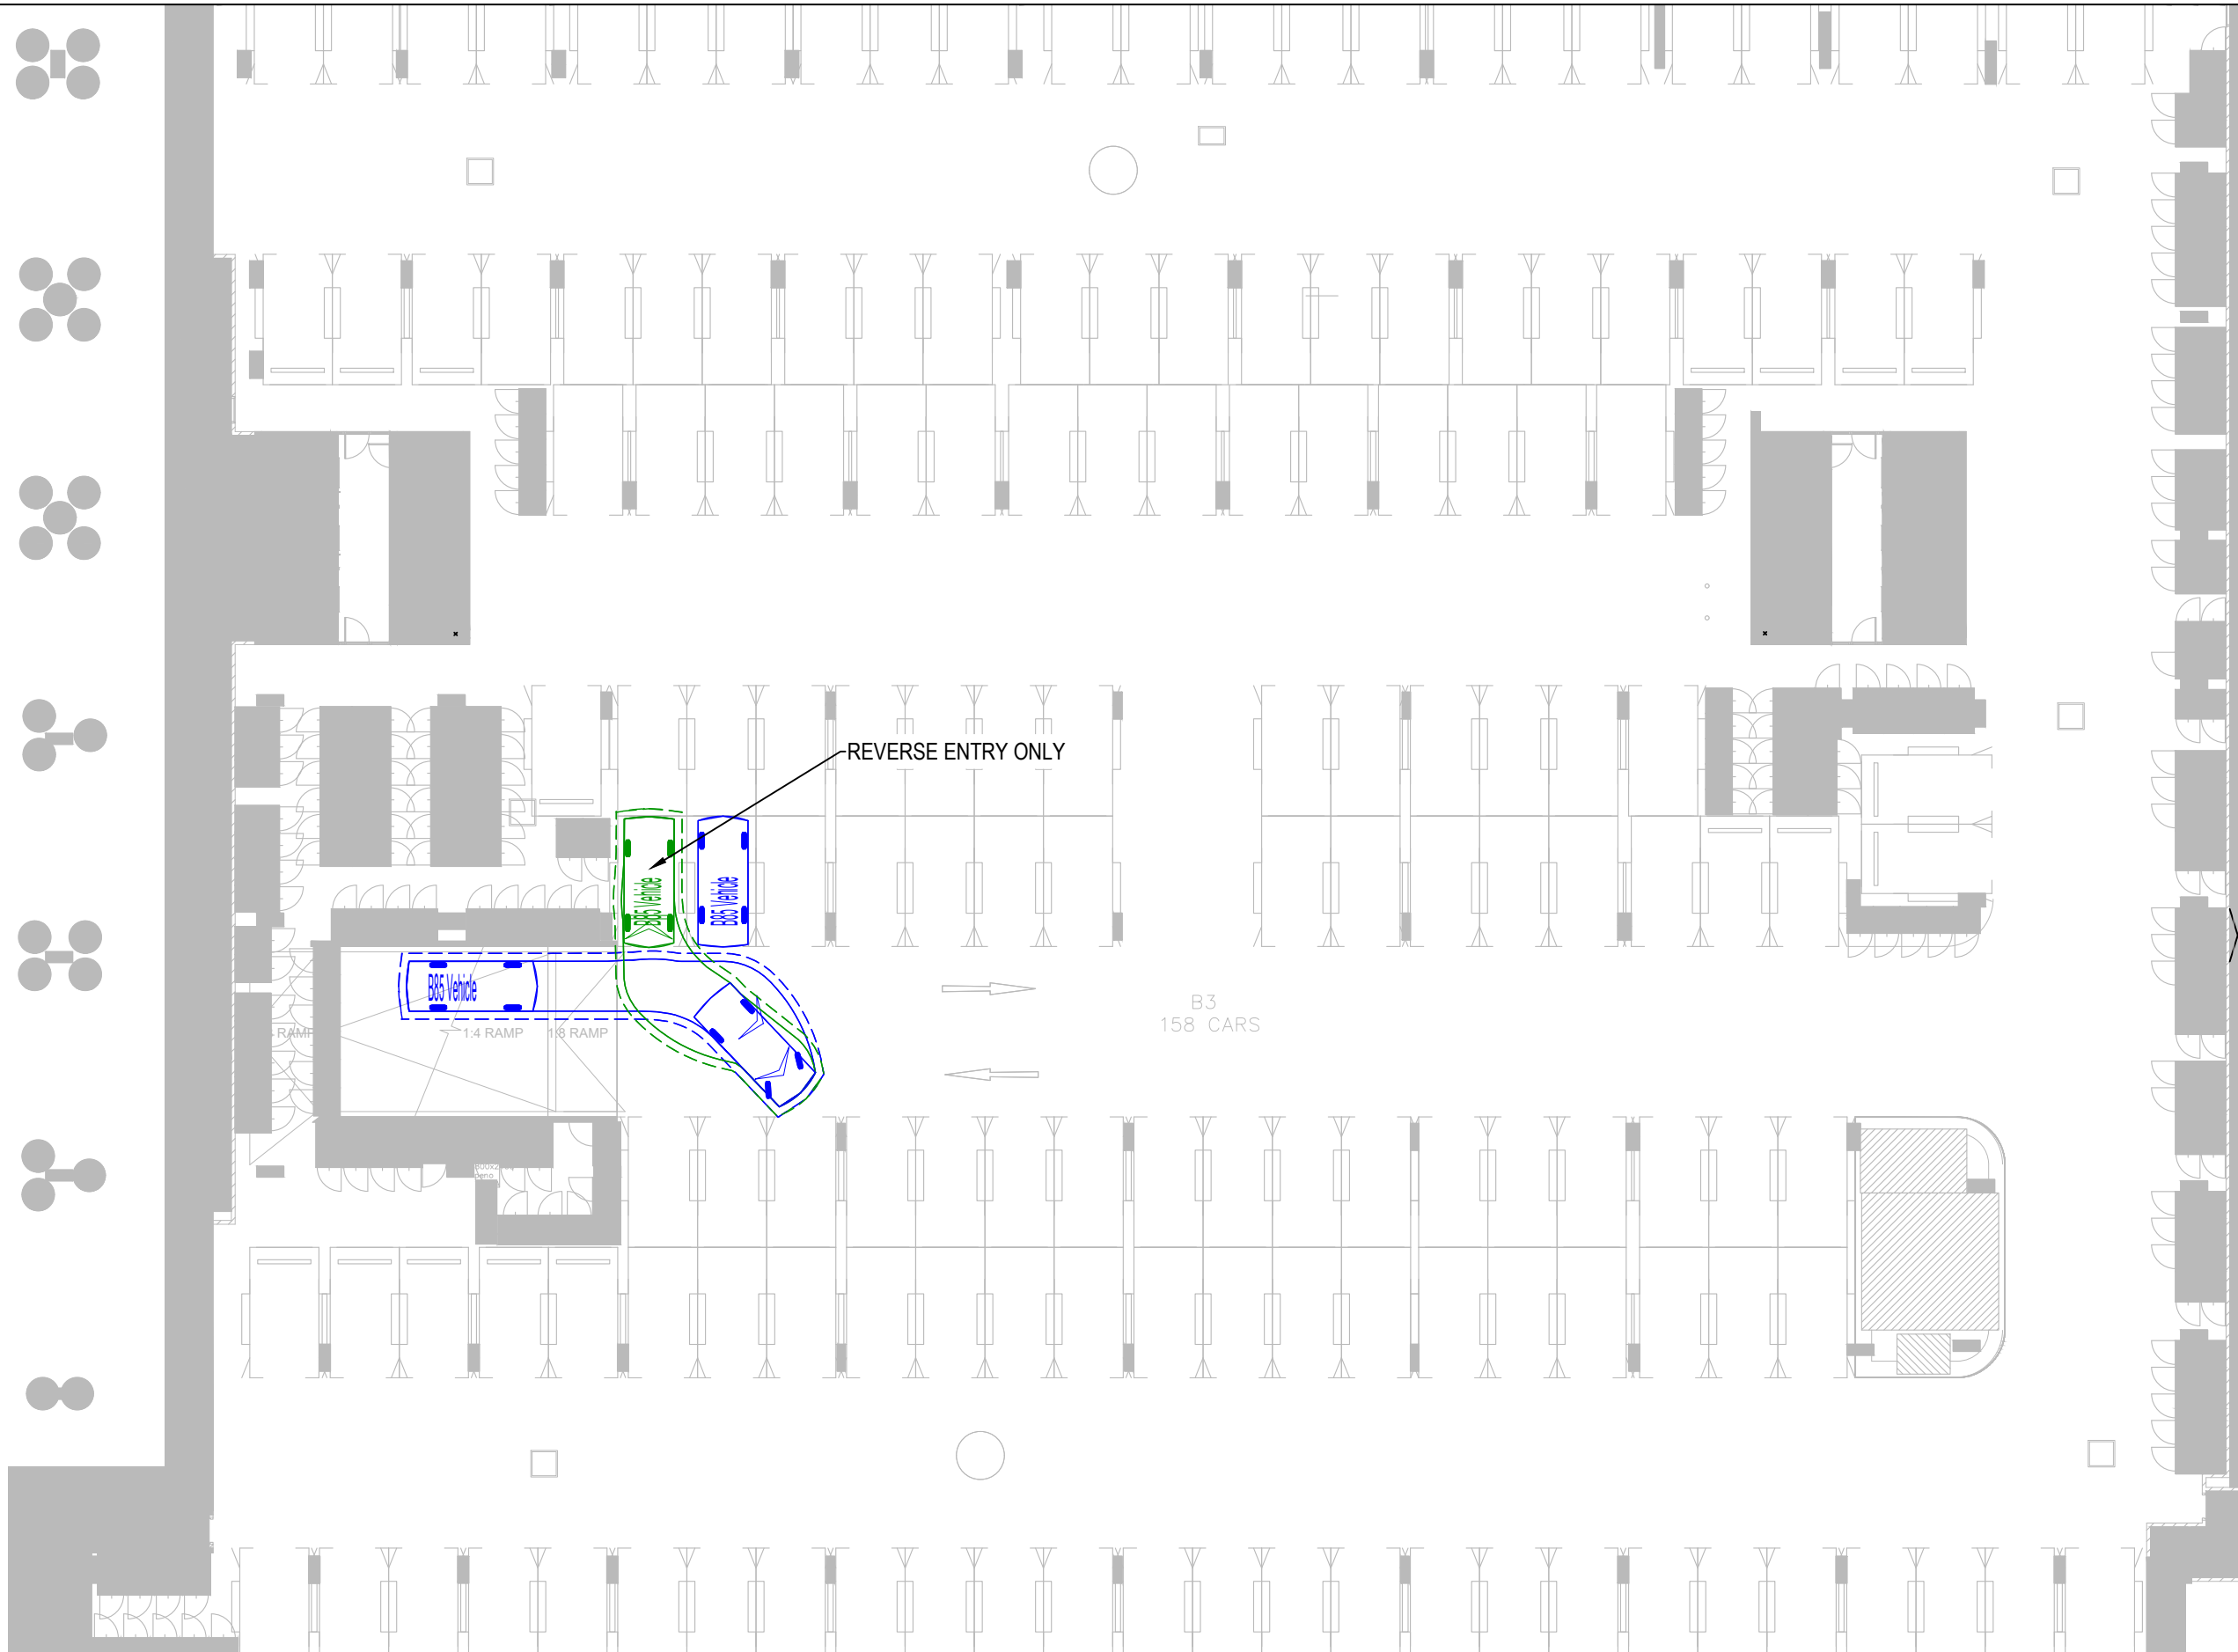 REVERSE ENTRY ONLY
B85 Vehicle
B85 Vehicle
B85 Vehicle
B3
158 CARS
RAMP
1:4 RAMP
1:8 RAMP